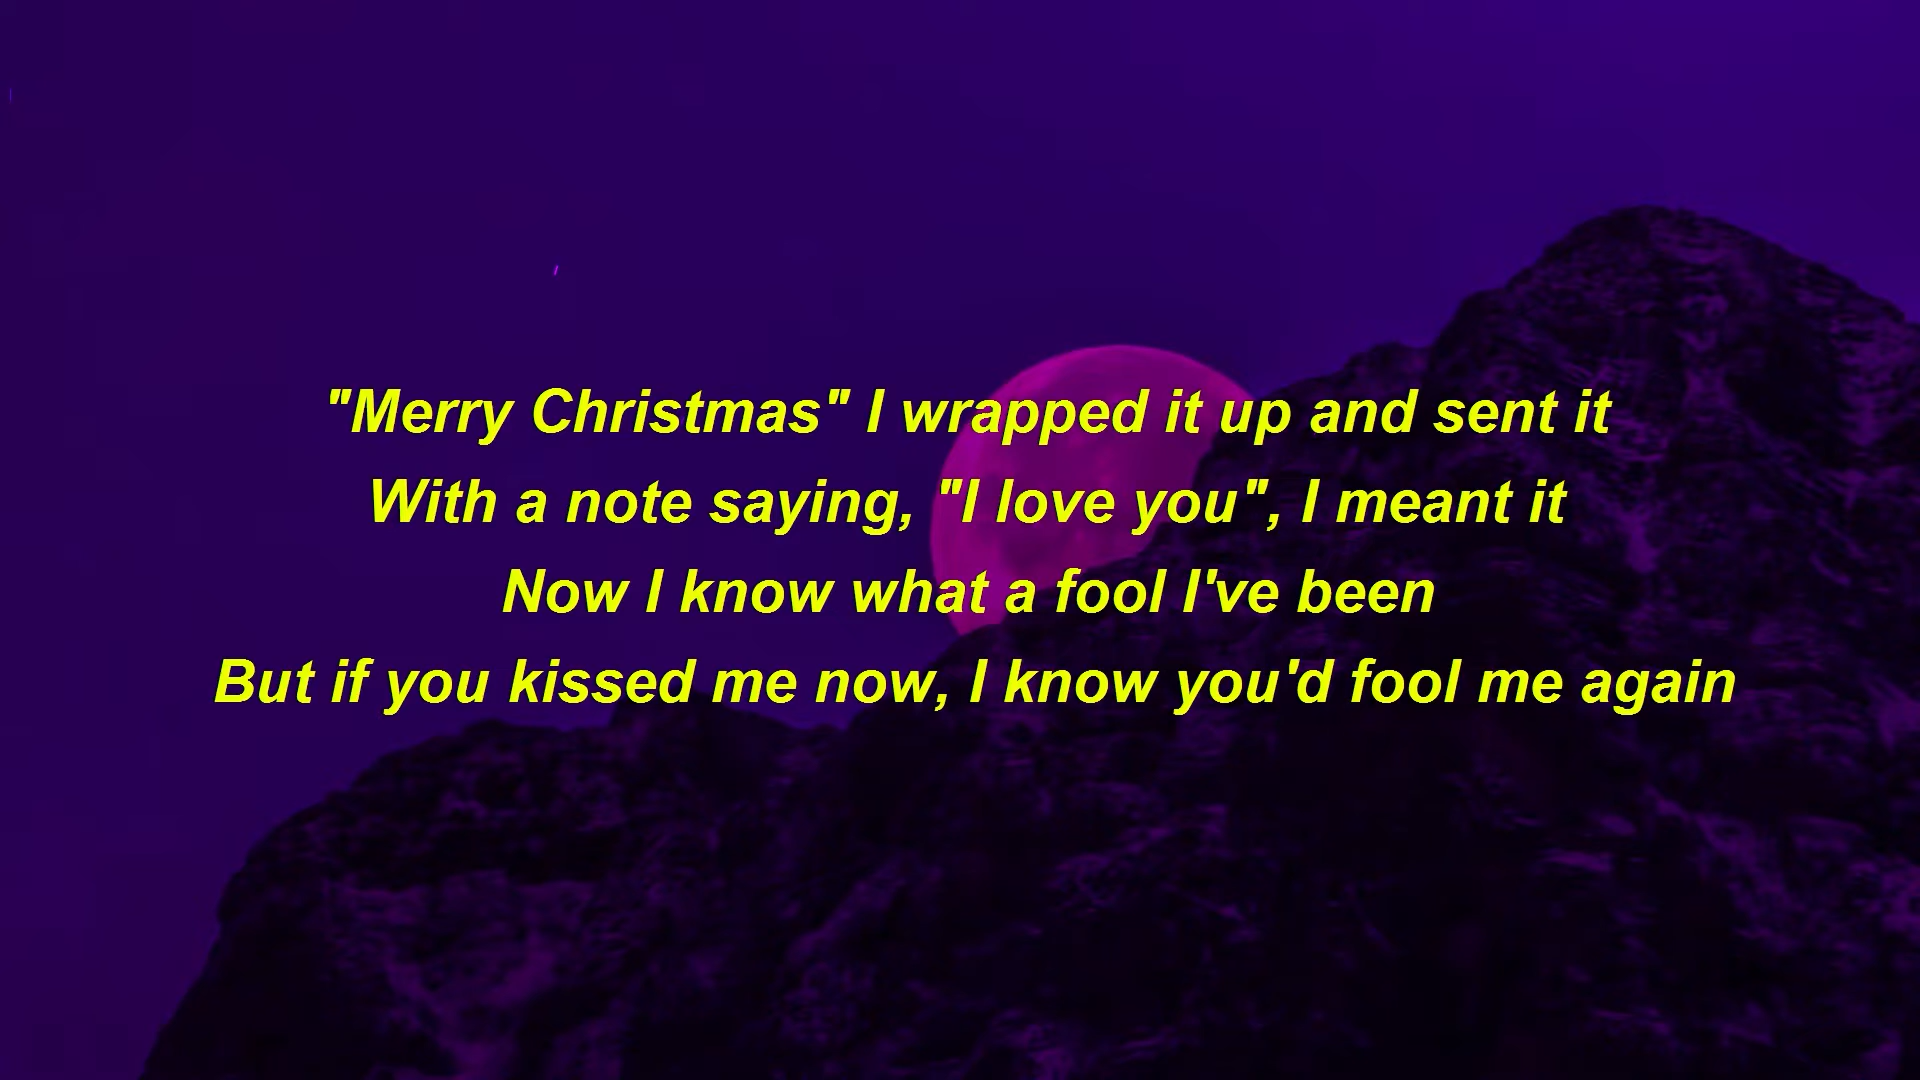 "Merry Christmas" I wrapped it up and sent it
With a note saying, "I love you", I meant it
Now I know what a fool I've been
But if you kissed me now, I know you'd fool me again